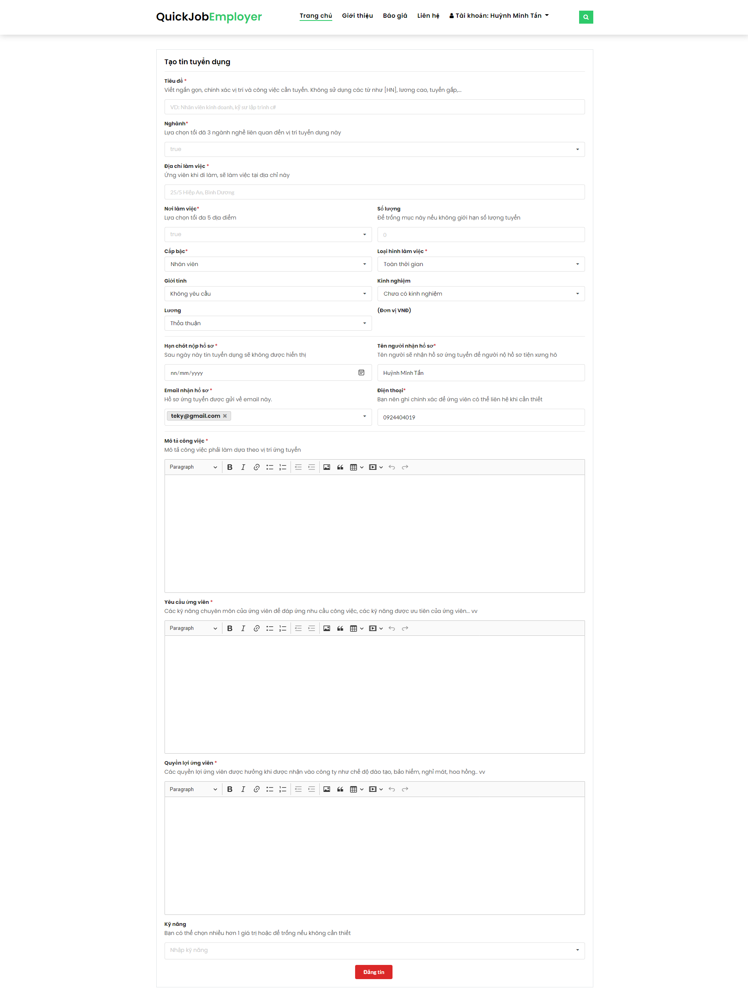 QuickJobEmployer
Trang chủ Giới thiệu Báo giá Liên hệ Tài khoản: Huỳnh Minh Tấn
Tạo tin tuyển dụng
Tiêu đề *
Viết ngắn gọn, chính xác vị trí và công việc cần tuyển. Không sử dụng các từ như [HN], lương cao, tuyển gấp,...
VD: Nhân viên kinh doanh, kỹ sư lập trình c#
Nghành*
Lựa chọn tối đã 3 ngành nghề liên quan đến vị trí tuyển dụng này
true
Địa chỉ làm việc *
Ứng viên khi đi làm, sẽ làm việc tại địa chỉ này
25/5 Hiệp An, Bình Dương
Nơi làm việc* Số lượng
Lựa chọn tối đa 5 địa điểm Để trống mục này nếu không giới hạn số lượng tuyển
true 0
Cấp bậc* Loại hình làm việc *
Nhân viên Toàn thời gian
Giới tính Kinh nghiệm
Không yêu cầu Chưa có kinh nghiệm
Lương (Đơn vị VNĐ)
Thỏa thuận
Hạn chót nộp hồ sơ * Tên người nhận hồ sơ*
Sau ngày này tin tuyển dụng sẽ không được hiển thị Tên người sẽ nhận hồ sơ ứng tuyển để người nộ hồ sơ tiện xưng hô
nn/mm/yyyy Huỳnh Minh Tấn
Email nhận hồ sơ * Điện thoại*
Hồ sơ ứng tuyển được gửi về email này. Bạn nên ghi chính xác để ứng viên có thể liên hệ khi cần thiết
teky@gmail.com 0924404019
Mô tả công việc *
Mô tả công việc phải làm dựa theo vị trí ứng tuyển
Paragraph
Yêu cầu ứng viên *
Các kỹ năng chuyên môn của ứng viên để đáp ứng nhu cầu công việc, các kỹ năng được ưu tiên của ứng viên... vv
Paragraph
Quyền lợi ứng viên *
Các quyền lợi ứng viên được hưởng khi được nhận vào công ty như chế độ đào tạo, bảo hiểm, nghỉ mát, hoa hồng.. vv
Paragraph
Kỹ năng
Bạn có thể chọn nhiều hơn 1 giá trị hoặc để trống nếu không cần thiết
Nhập kỹ năng
Đăng tin